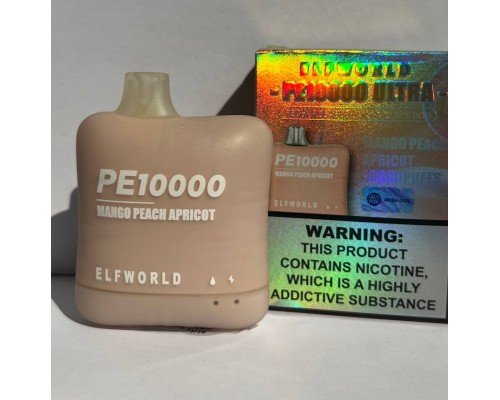 PE10000
MANGO PEACH APRICOT
ELFWORLD
ELFWORLD
-PE10000 ULTRA-
MANGO PEACH
APRICOT
PUFFS
PE10000
MANGO PEACH APRICOT
ELFWORLD
WARNING:
THIS PRODUCT
CONTAINS NICOTINE,
WHICH IS A HIGHLY
ADDICTIVE SUBSTANCE